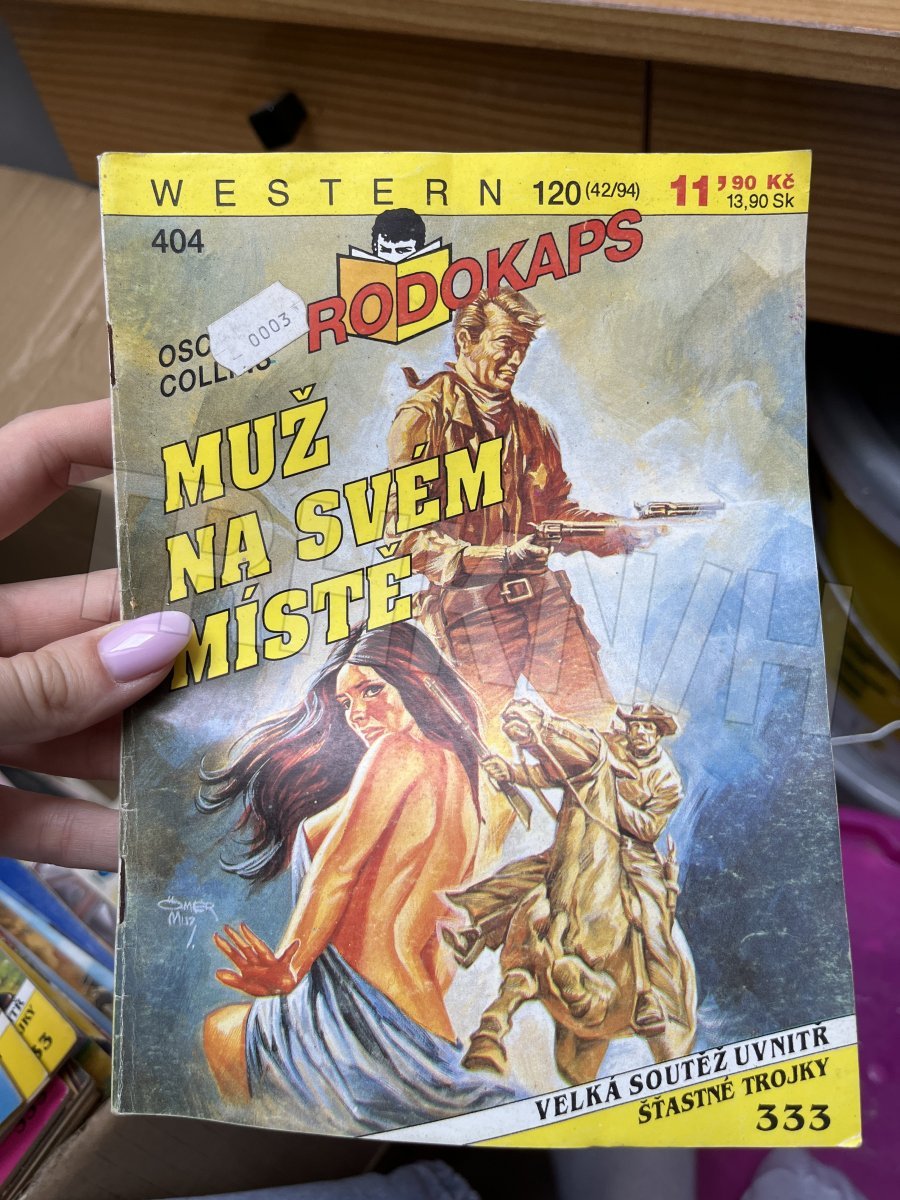 WESTERN 120 (42/94) 11,90 Kč
13,90 Sk
404
RODOKAPS
0003
MUŽ
NA SVÉM
MÍSTĚ
ÖMER
VELKÁ SOUTĚŽ UVNITŘ
ŠŤASTNÉ TROJKY
333